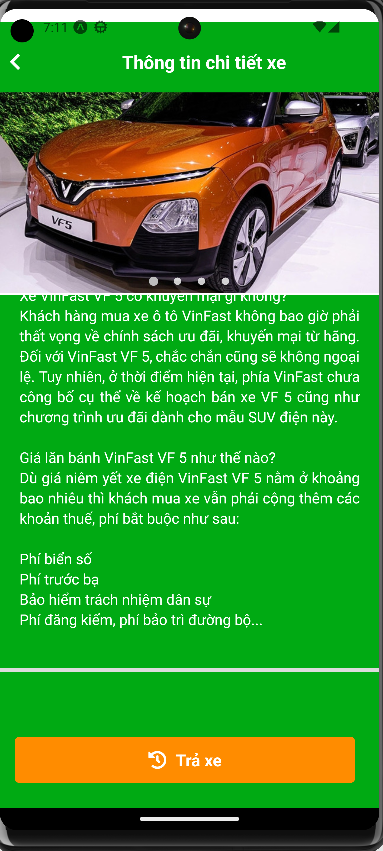 7:11
Thông tin chi tiết xe
VF5
Xe VinFast VF 5 có khuyến mại gì không?
Khách hàng mua xe ô tô VinFast không bao giờ phải
thất vọng về chính sách ưu đãi, khuyến mại từ hãng.
Đối với VinFast VF 5, chắc chắn cũng sẽ không ngoại
lệ. Tuy nhiên, ở thời điểm hiện tại, phía VinFast chưa
công bố cụ thể về kế hoạch bán xe VF 5 cũng như
chương trình ưu đãi dành cho mẫu SUV điện này.
Giá lăn bánh VinFast VF 5 như thế nào?
Dù giá niêm yết xe điện VinFast VF 5 nằm ở khoảng
bao nhiêu thì khách mua xe vẫn phải cộng thêm các
khoản thuế, phí bắt buộc như sau:
Phí biển số
Phí trước bạ
Bảo hiểm trách nhiệm dân sự
Phí đăng kiểm, phí bảo trì đường bộ...
Trả xe